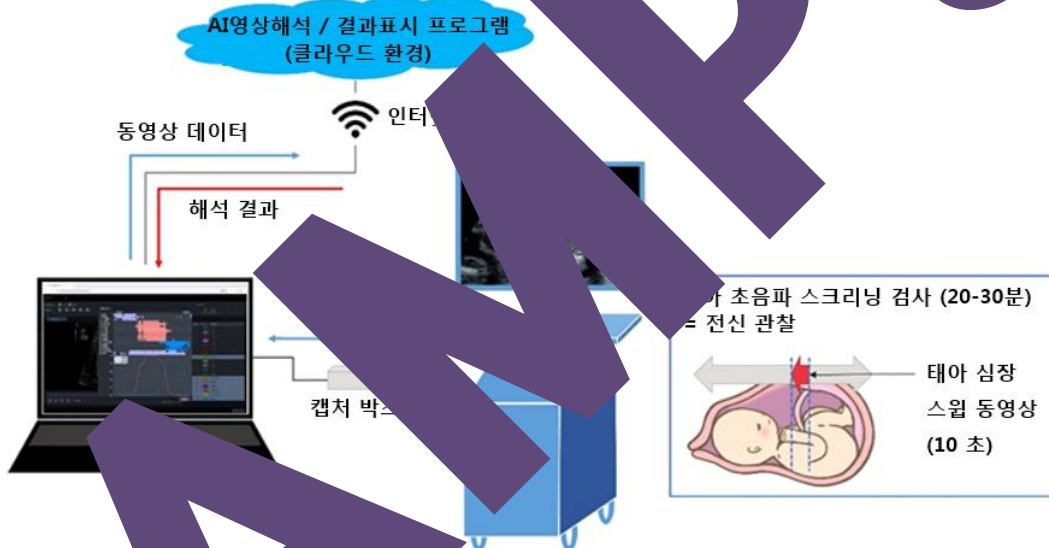 AI영상해석 / 결과표시 프로그램
(클라우드 환경)
동영상 데이터
해석 결과
캡처
초음파 스크리닝 검사 (20-30분)
= 전신 관찰
태아 심장
스윕 동영상
(10 초)